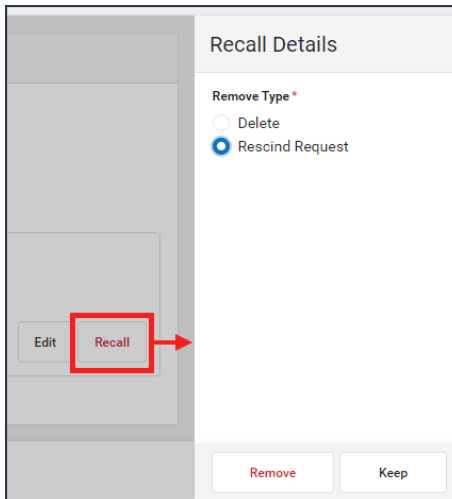 Recall Details
Remove Type *
Delete
Rescind Request
Edit
Recall
Remove
Keep